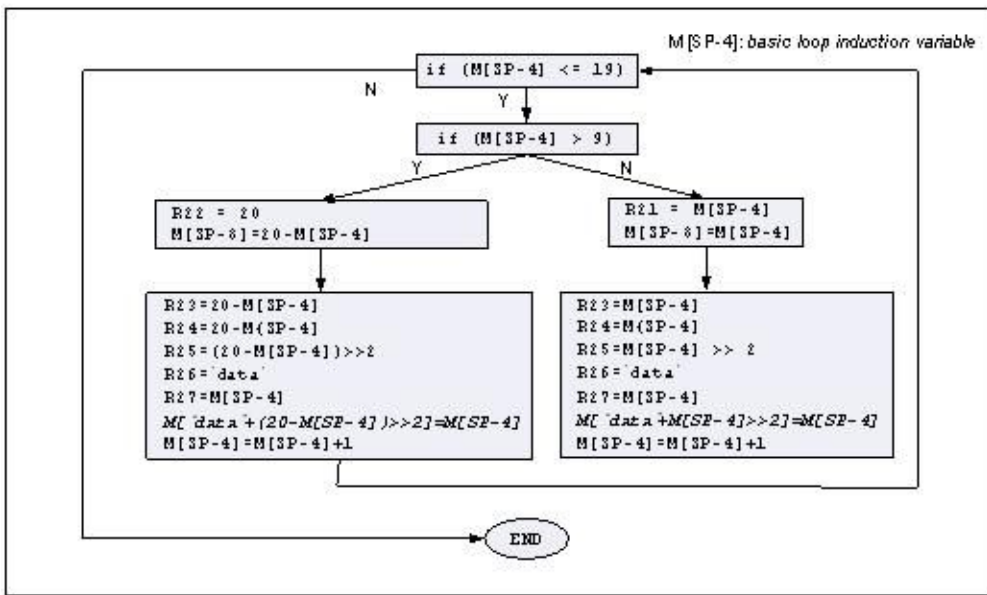 M[SP-4]: basic loop induction variable
if (M[SP-4] <= 19)
N
Y
if (M[SP-4] > 9)
Y
N
R22 = 20
M[SP-8]=20-M[SP-4]
R21 = M[SP-4]
M[SP-8]=M[SP-4]
R23=20-M[SP-4]
R24=20-M(SP-4]
R25=(20-M[SP-4])>>2
R26=`data`
R27=M[SP-4]
M[ "data"+(20-M[SP-4])>>2]=M[SP-4]
M[SP-4]=M[SP-4]+1
R23=M[SP-4]
R24=M(SP-4]
R25=M[SP-4] >> 2
R26=`data`
R27=M[SP-4]
M[ "data+M[SP-4]>>2]=M[SP-4]
M[SP-4]=M[SP-4]+1
END